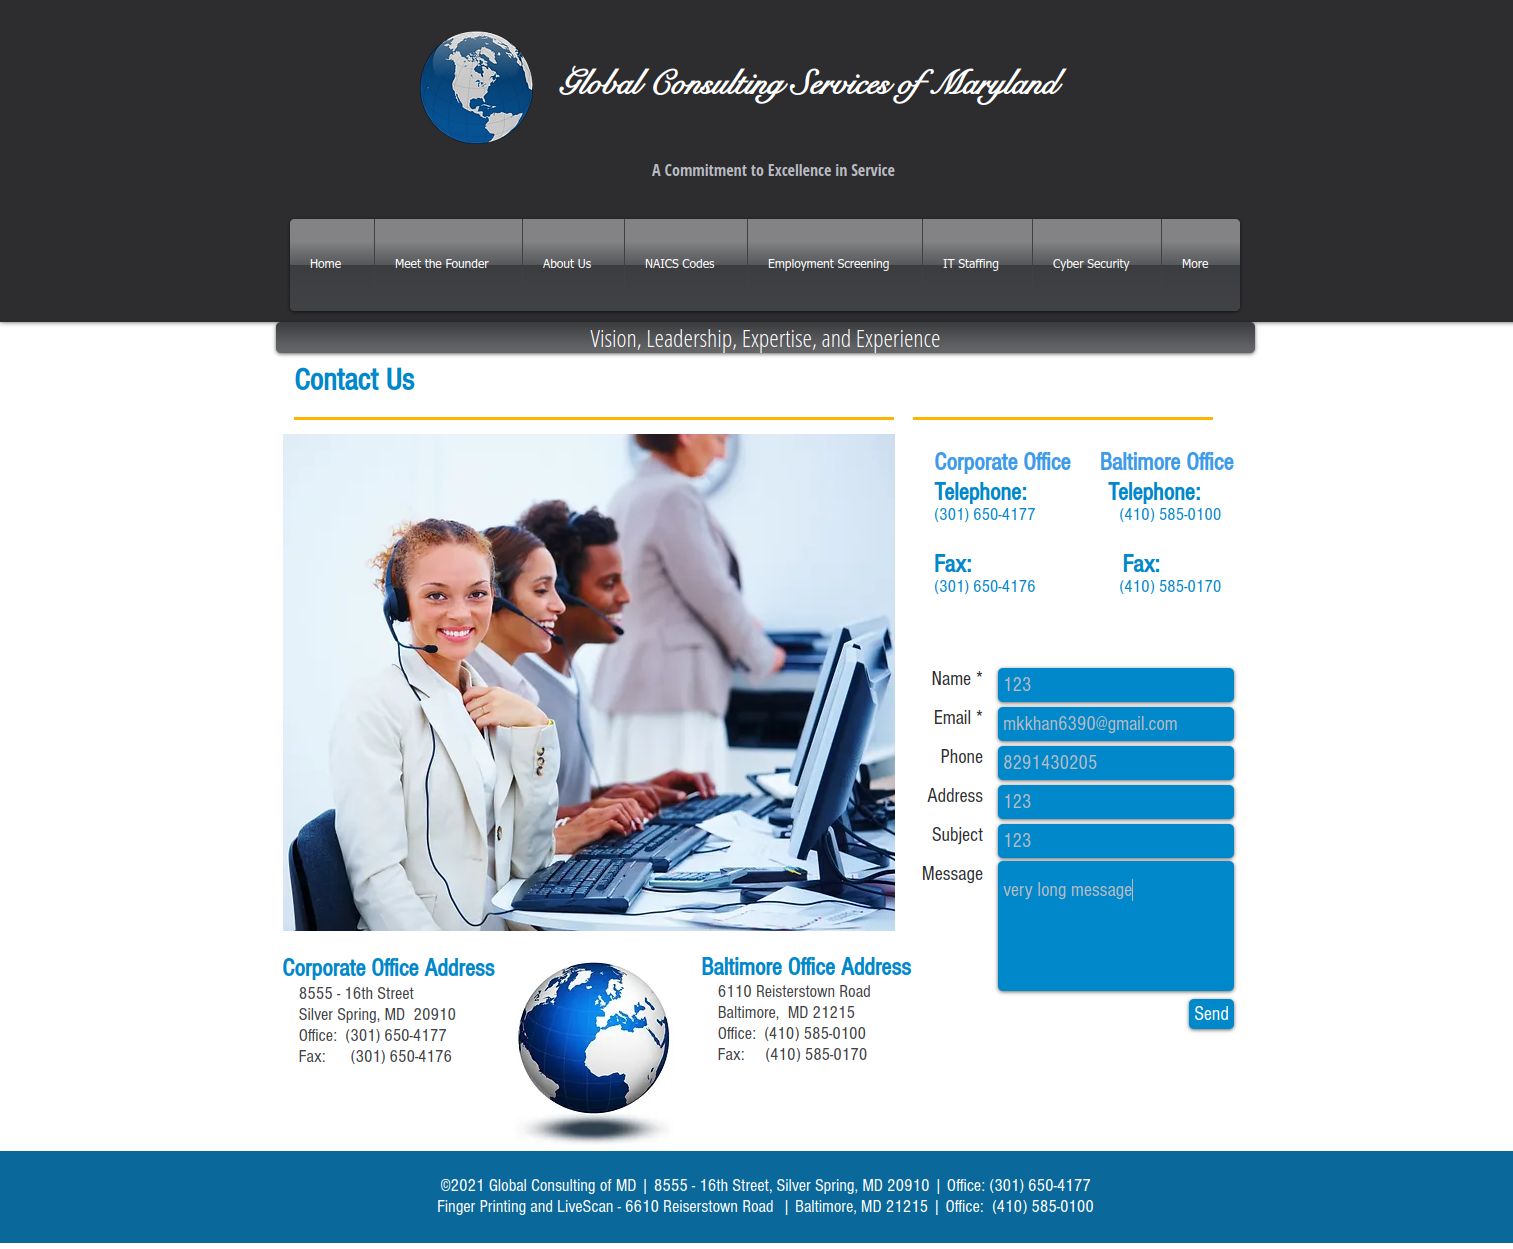 Global Consulting Services of Maryland
A Commitment to Excellence in Service
Home Meet the Founder About Us NAICS Codes Employment Screening IT Staffing Cyber Security More
Vision, Leadership, Expertise, and Experience
Contact Us
Corporate Office Baltimore Office
Telephone: Telephone:
(301) 650-4177 (410) 585-0100
Fax: Fax:
(301) 650-4176 (410) 585-0170
Name * 123
Email * mkkhan6390@gmail.com
Phone 8291430205
Address 123
Subject 123
Message very long message
Send
Corporate Office Address
8555 - 16th Street
Silver Spring, MD 20910
Office: (301) 650-4177
Fax: (301) 650-4176
Baltimore Office Address
6110 Reisterstown Road
Baltimore, MD 21215
Office: (410) 585-0100
Fax: (410) 585-0170
©2021 Global Consulting of MD | 8555 - 16th Street, Silver Spring, MD 20910 | Office: (301) 650-4177
Finger Printing and LiveScan - 6610 Reiserstown Road | Baltimore, MD 21215 | Office: (410) 585-0100